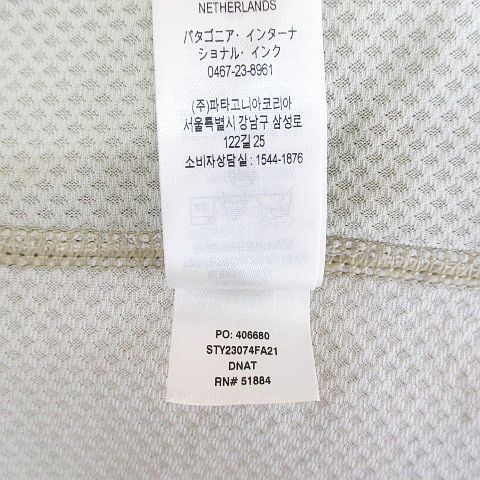 NETHERLANDS
パタゴニア・インターナ
ショナル・インク
0467-23-8961
(주)파타고니아코리아
서울특별시 강남구 삼성로
122길 25
소비자상담실 : 1544-1876
PO: 406680
STY23074FA21
DNAT
RN# 51884